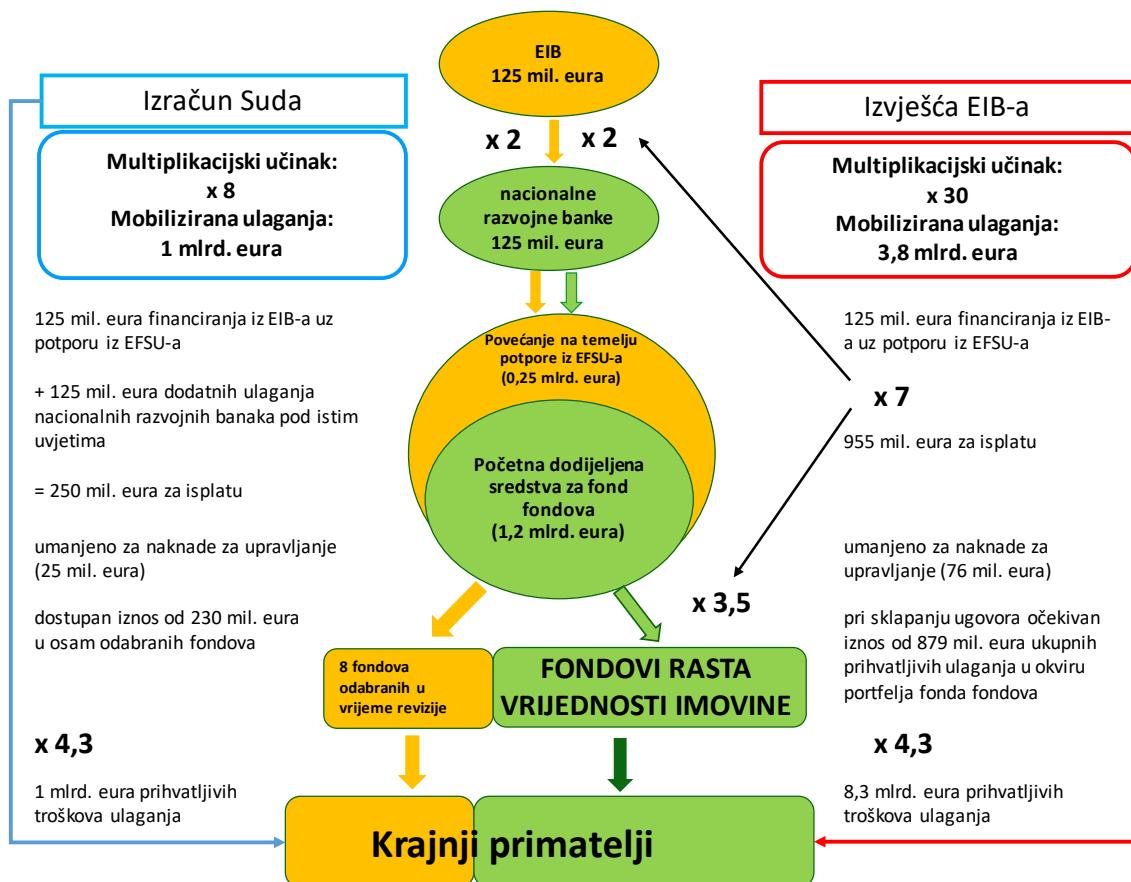 EIB
125 mil. eura
Izračun Suda
Multiplikacijski učinak:
x 8
Mobilizirana ulaganja:
1 mlrd. eura
125 mil. eura financiranja iz EIB-a uz
potporu iz EFSU-a
+ 125 mil. eura dodatnih ulaganja
nacionalnih razvojnih banaka pod istim
uvjetima
= 250 mil. eura za isplatu
umanjeno za naknade za upravljanje
(25 mil. eura)
dostupan iznos od 230 mil. eura
u osam odabranih fondova
x 4,3
1 mlrd. eura prihvatljivih
troškova ulaganja
x 2
x 2
nacionalne
razvojne banke
125 mil. eura
Povećanje na temelju
potpore iz EFSU-a
(0,25 mlrd. eura)
Početna dodijeljena
sredstva za fond
fondova
(1,2 mlrd. eura)
x 3,5
8 fondova
odabranih u
vrijeme revizije
FONDOVI RASTA
VRIJEDNOSTI IMOVINE
Krajnji primatelji
Izvješća EIB-a
Multiplikacijski učinak:
x 30
Mobilizirana ulaganja:
3,8 mlrd. eura
125 mil. eura financiranja iz EIB-
a uz potporu iz EFSU-a
x 7
955 mil. eura za isplatu
umanjeno za naknade za
upravljanje (76 mil. eura)
pri sklapanju ugovora očekivan
iznos od 879 mil. eura ukupnih
prihvatljivih ulaganja u okviru
portfelja fonda fondova
x 4,3
8,3 mlrd. eura prihvatljivih
troškova ulaganja